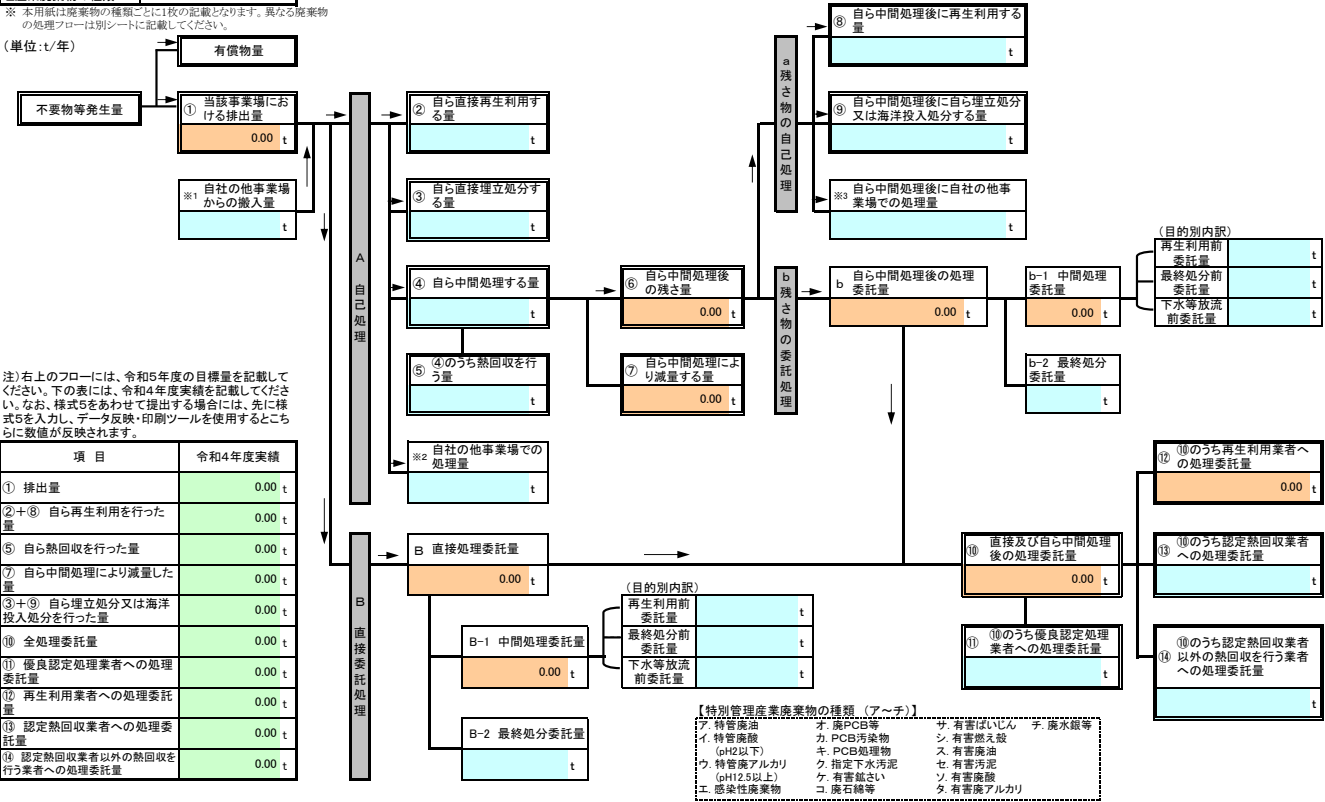 ※ 本用紙は廃棄物の種類ごとに1枚の記載となります。異なる廃棄物
の処理フローは別シートに記載してください。
(単位:t/年)
有償物量
不要物等発生量
① 当該事業場にお
ける排出量
0.00 t
※1 自社の他事業場
からの搬入量
t
A 自己処理
② 自ら直接再生利用す
る量
t
③ 自ら直接埋立処分す
る量
t
④ 自ら中間処理する量
t
⑤ ④のうち熱回収を行
う量
t
※2 自社の他事業場での
処理量
t
⑥ 自ら中間処理後
の残さ量
0.00 t
⑦ 自ら中間処理によ
り減量する量
0.00 t
a 残さ物の自己処理
⑧ 自ら中間処理後に再生利用する
量
t
⑨ 自ら中間処理後に自ら埋立処分
又は海洋投入処分する量
t
※3 自ら中間処理後に自社の他事
業場での処理量
t
b 残さ物の委託処理
b 自ら中間処理後の処理
委託量
0.00 t
b-1 中間処理
委託量
0.00 t
(目的別内訳)
再生利用前
委託量
t
最終処分前
委託量
t
下水等放流
前委託量
t
b-2 最終処分
委託量
t
注)右上のフローには、令和5年度の目標量を記載して
ください。下の表には、令和4年度実績を記載してくださ
い。なお、様式5をあわせて提出する場合には、先に様
式5を入力し、データ反映・印刷ツールを使用するとこち
らに数値が反映されます。
項 目 令和4年度実績
① 排出量 0.00 t
②+⑧ 自ら再生利用を行った
量 0.00 t
⑤ 自ら熱回収を行った量 0.00 t
⑦ 自ら中間処理により減量した
量 0.00 t
③+⑨ 自ら埋立処分又は海洋
投入処分を行った量 0.00 t
⑩ 全処理委託量 0.00 t
⑪ 優良認定処理業者への処理
委託量 0.00 t
⑫ 再生利用業者への処理委託
量 0.00 t
⑬ 認定熱回収業者への処理委
託量 0.00 t
⑭ 認定熱回収業者以外の熱回収を
行う業者への処理委託量 0.00 t
B 直接委託処理
B 直接処理委託量
0.00 t
B-1 中間処理委託量
0.00 t
(目的別内訳)
再生利用前
委託量
t
最終処分前
委託量
t
下水等放流
前委託量
t
B-2 最終処分委託量
t
⑩ 直接及び自ら中間処理
後の処理委託量
0.00 t
⑪ ⑩のうち優良認定処理
業者への処理委託量
t
⑫ ⑩のうち再生利用業者へ
の処理委託量
0.00 t
⑬ ⑩のうち認定熱回収業者
への処理委託量
t
⑭ ⑩のうち認定熱回収業者
以外の熱回収を行う業者
への処理委託量
t
【特別管理産業廃棄物の種類 (ア～チ)】
ア. 特管廃油 オ. 廃PCB等 サ. 有害ばいじん チ. 廃水銀等
イ. 特管廃酸 カ. PCB汚染物 シ. 有害燃え殻
(pH2以下) キ. PCB処理物 ス. 有害廃油
ウ. 特管廃アルカリ ク. 指定下水汚泥 セ. 有害汚泥
(pH12.5以上) ケ. 有害鉱さい ソ. 有害廃酸
エ. 感染性廃棄物 コ. 廃石綿等 タ. 有害廃アルカリ